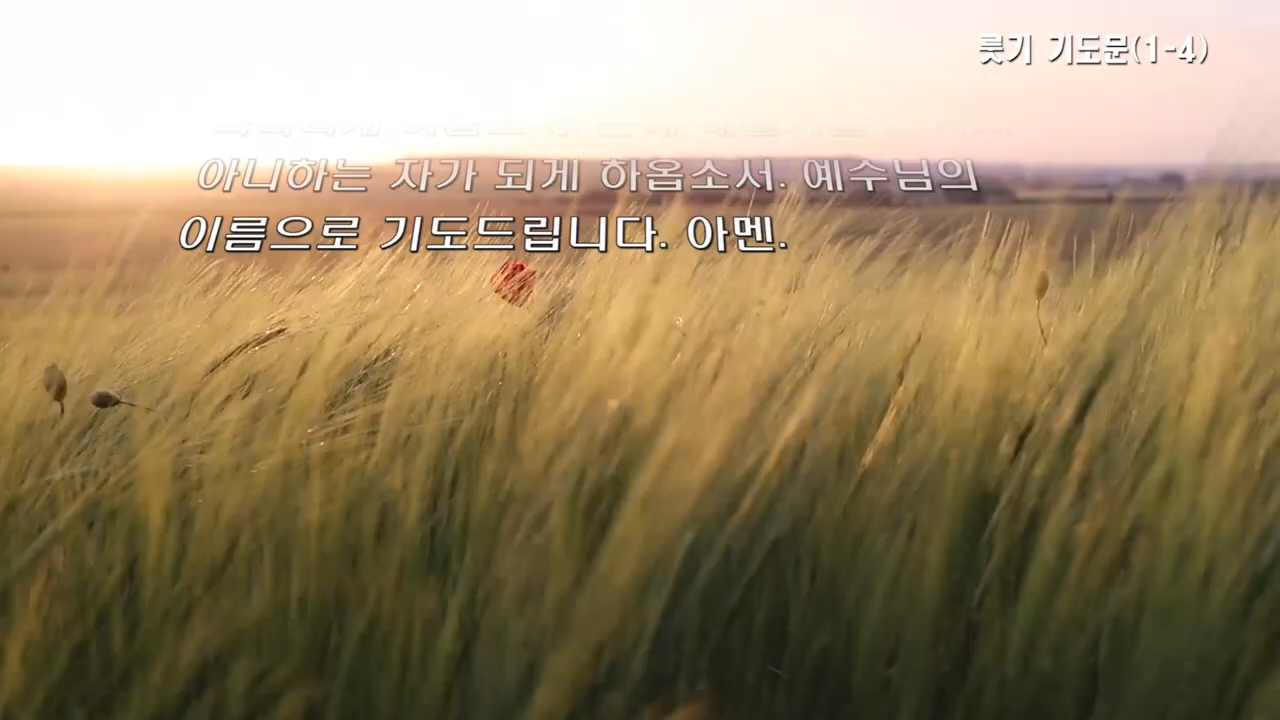 룻기 기도문(1-4)
아니하는 자가 되게 하옵소서. 예수님의
이름으로 기도드립니다. 아멘.